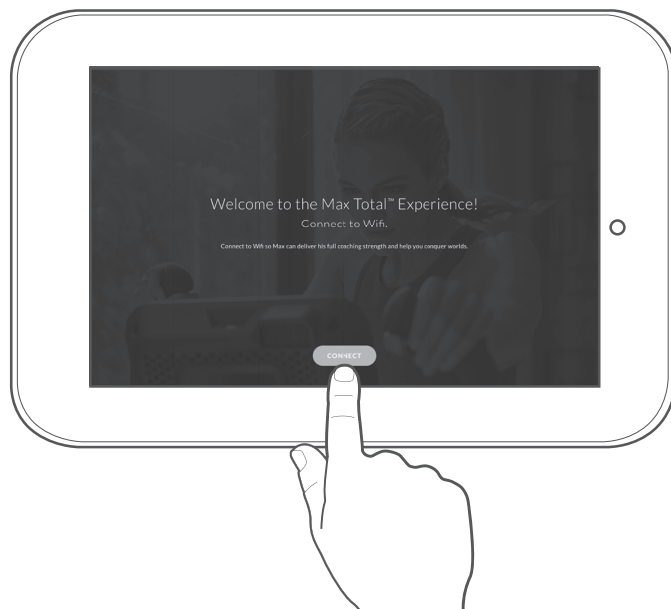 Welcome to the Max Total™ Experience!
Connect to Wifi.
Connect to Wifi so Max can deliver his full coaching strength and help you conquer worlds.
CONNECT